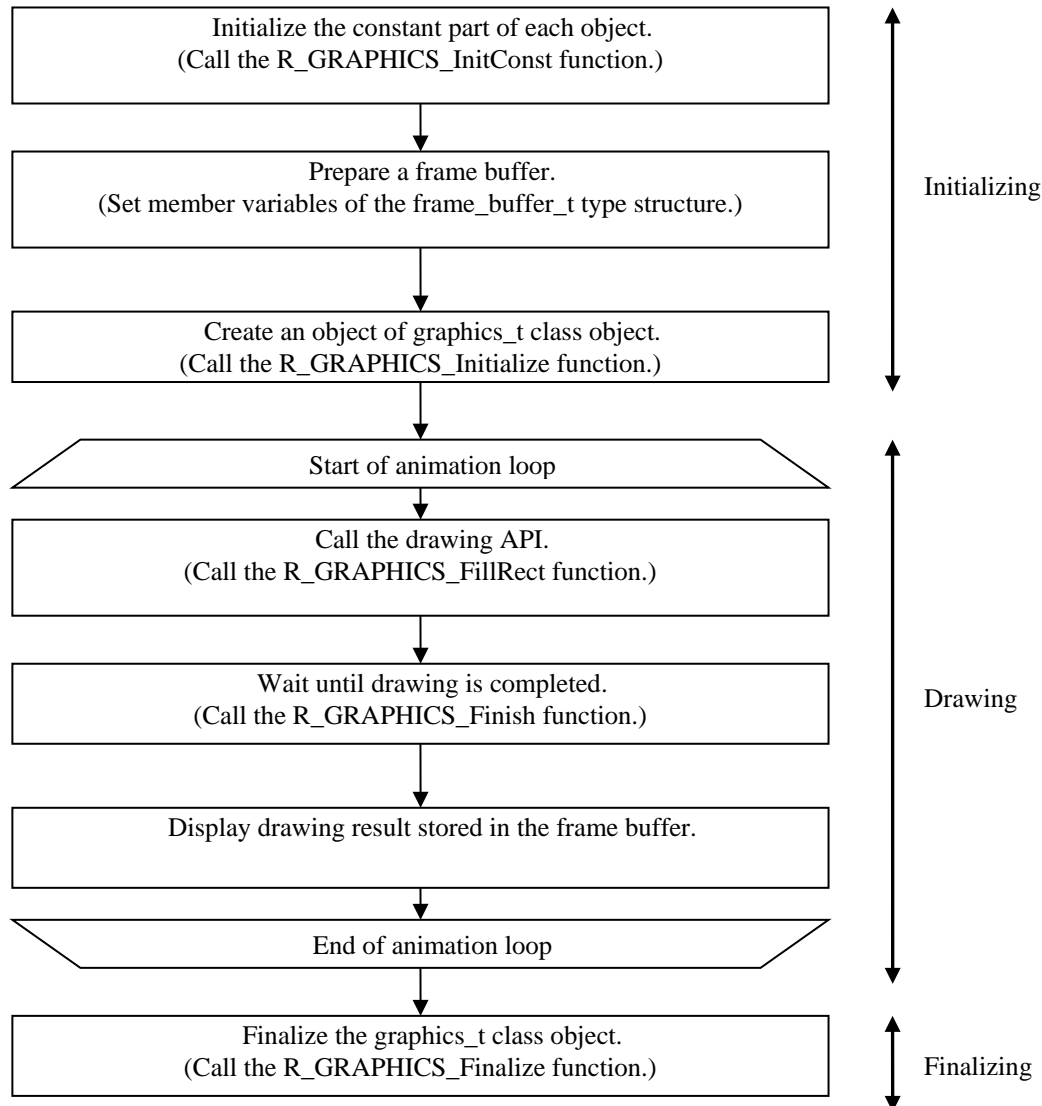 Initialize the constant part of each object.
(Call the R_GRAPHICS_InitConst function.)
Prepare a frame buffer.
(Set member variables of the frame_buffer_t type structure.)
Initializing
Create an object of graphics_t class object.
(Call the R_GRAPHICS_Initialize function.)
Start of animation loop
Call the drawing API.
(Call the R_GRAPHICS_FillRect function.)
Wait until drawing is completed.
(Call the R_GRAPHICS_Finish function.)
Drawing
Display drawing result stored in the frame buffer.
End of animation loop
Finalize the graphics_t class object.
(Call the R_GRAPHICS_Finalize function.)
Finalizing